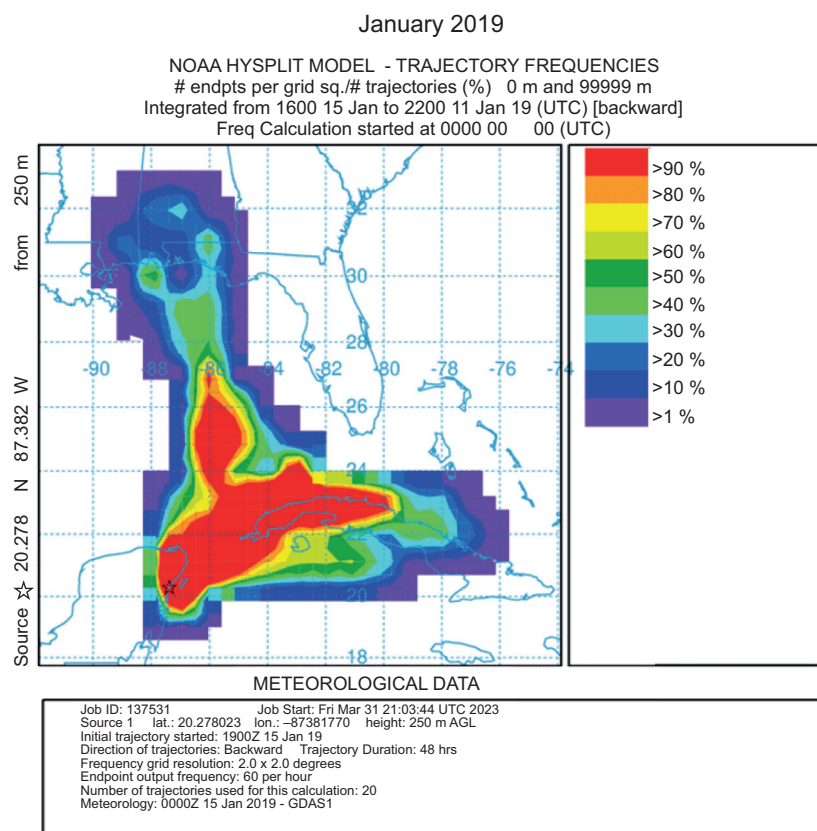 January 2019
NOAA HYSPLIT MODEL - TRAJECTORY FREQUENCIES
# endpts per grid sq./# trajectories (%) 0 m and 99999 m
Integrated from 1600 15 Jan to 2200 11 Jan 19 (UTC) [backward]
Freq Calculation started at 0000 00 00 (UTC)
Source ☆ 20.278 N 87.382 W from 250 m
>90 %
>80 %
>70 %
>60 %
>50 %
>40 %
>30 %
>20 %
>10 %
>1 %
32
30
28
-90 -88 -86 -84 -82 -80 -78 -76 -74
26
24
22
20
18
METEOROLOGICAL DATA
Job ID: 137531 Job Start: Fri Mar 31 21:03:44 UTC 2023
Source 1 lat.: 20.278023 lon.: –87381770 height: 250 m AGL
Initial trajectory started: 1900Z 15 Jan 19
Direction of trajectories: Backward Trajectory Duration: 48 hrs
Frequency grid resolution: 2.0 x 2.0 degrees
Endpoint output frequency: 60 per hour
Number of trajectories used for this calculation: 20
Meteorology: 0000Z 15 Jan 2019 - GDAS1